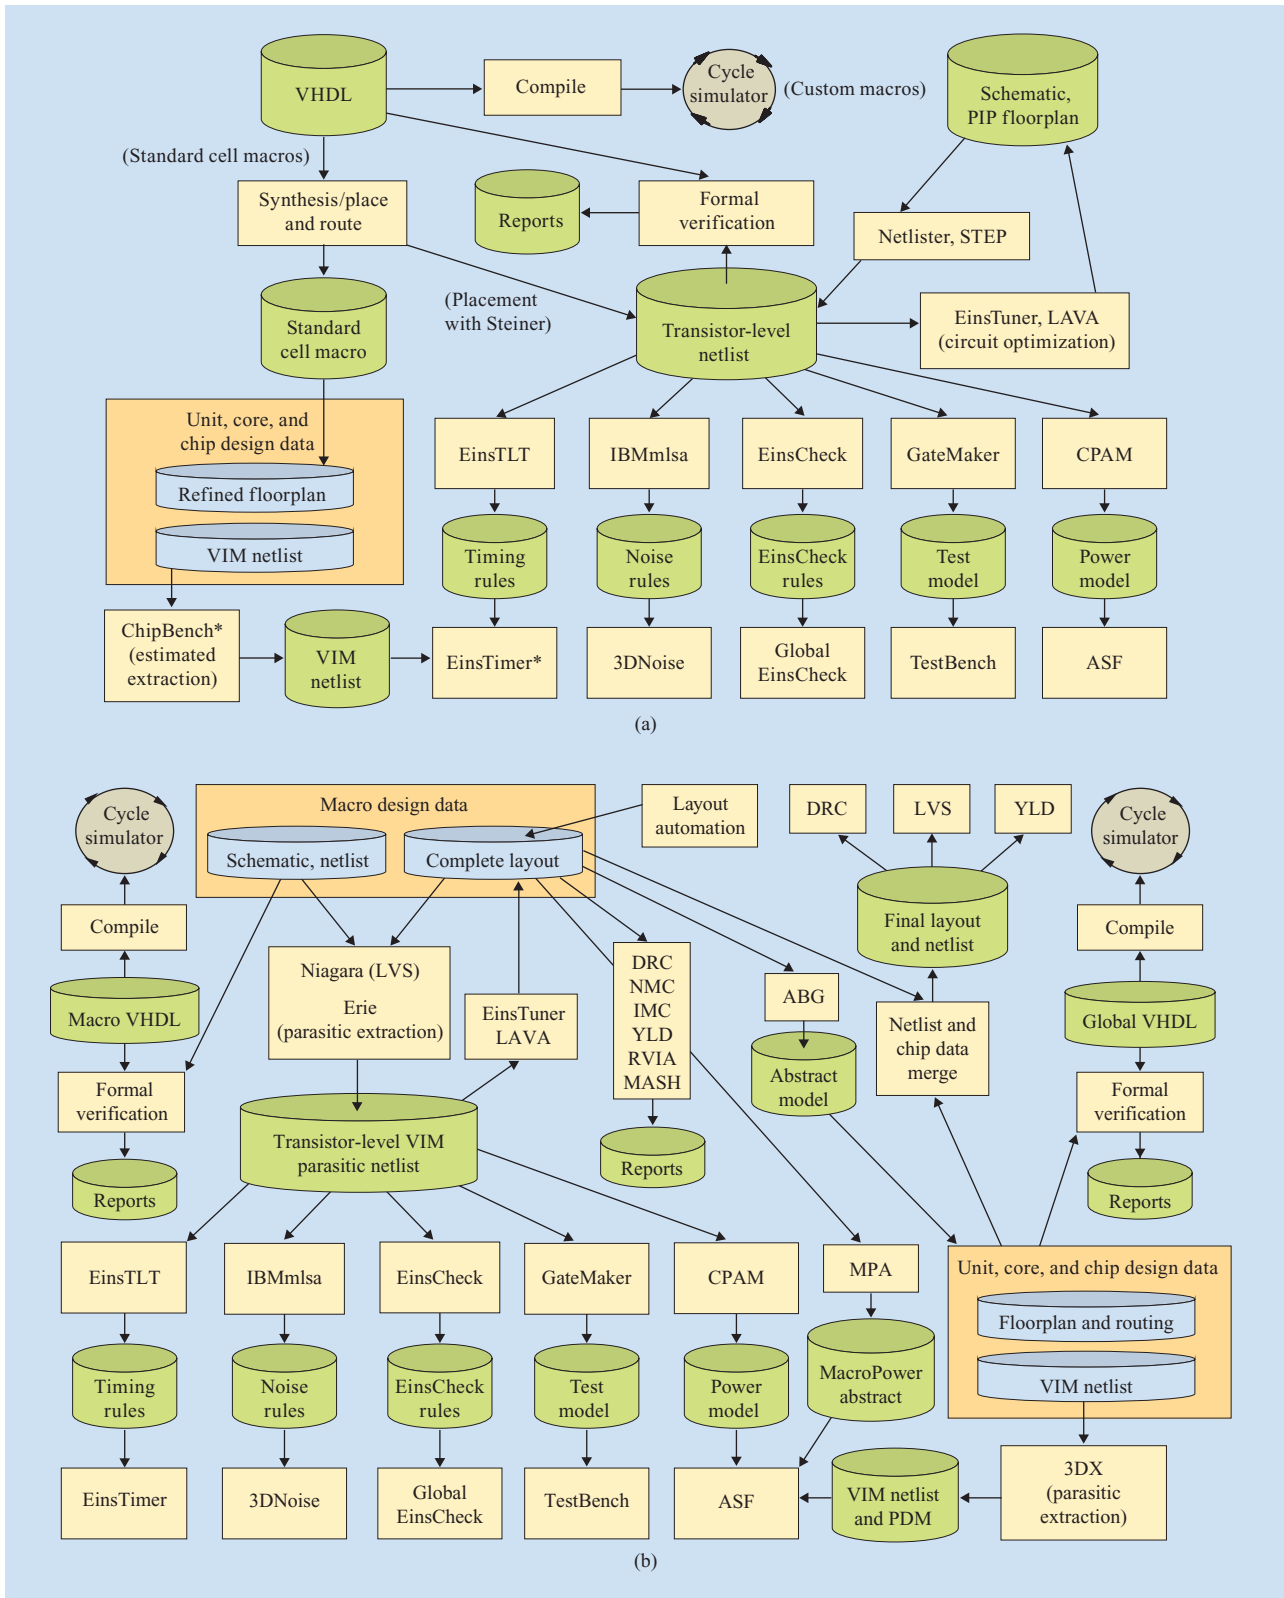 VHDL
Compile
Cycle
simulator
(Custom macros)
Schematic,
PIP floorplan
(Standard cell macros)
Synthesis/place
and route
Reports
Formal
verification
Netlister, STEP
(Placement
with Steiner)
Standard
cell macro
Transistor-level
netlist
EinsTuner, LAVA
(circuit optimization)
Unit, core, and
chip design data
Refined floorplan
VIM netlist
EinsTLT
IBMmlsa
EinsCheck
GateMaker
CPAM
Timing
rules
Noise
rules
EinsCheck
rules
Test
model
Power
model
ChipBench*
(estimated
extraction)
VIM
netlist
EinsTimer*
3DNoise
Global
EinsCheck
TestBench
ASF
(a)
Cycle
simulator
Macro design data
Schematic, netlist
Complete layout
Layout
automation
DRC
LVS
YLD
Cycle
simulator
Compile
Final layout
and netlist
Compile
Macro VHDL
Niagara (LVS)
Erie
(parasitic extraction)
EinsTuner
LAVA
DRC
NMC
IMC
YLD
RVIA
MASH
ABG
Netlist and
chip data
merge
Global VHDL
Formal
verification
Abstract
model
Formal
verification
Transistor-level VIM
parasitic netlist
Reports
Reports
Reports
EinsTLT
IBMmlsa
EinsCheck
GateMaker
CPAM
MPA
Unit, core, and chip design data
Floorplan and routing
VIM netlist
Timing
rules
Noise
rules
EinsCheck
rules
Test
model
Power
model
MacroPower
abstract
EinsTimer
3DNoise
Global
EinsCheck
TestBench
ASF
VIM netlist
and PDM
3DX
(parasitic
extraction)
(b)